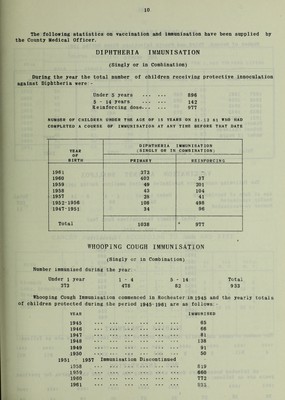 10
The following statistics on vaccination and immunisation have been supplied by
the County Medical Officer.
DIPHTHERIA IMMUNISATION
(Singly or in Combination)
During the year the total number of children receiving protective innoculation
against Diphtheria were:-
Under 5 years ... ... 896
5 - 14 years ... ... 142
Reinforcing dose... ... 977
NUMBER OF CHILDREN UNDER THE AGE OF 15 YEARS ON 31.12.61 WHO HAD
COMPLETED A COURSE OF IMMUNISATION AT ANY TIME BEFORE THAT DATE
YEAR OF BIRTH
DIPHTHERIA IMMUNISATION
(SINGLY OR IN COMBINATION)
PRIMARY REINFORCING
1961 373
1960 403 37
1959 49 201
1958 43 104
1957 28 41
1952-1956 108 498
1947-1951 34 96
Total 1038 977
WHOOPING COUGH IMMUNISATION
(Singly or in Combination)
Number immunised during the year:
Under 1 year 1 - 4 5 - 14 Total
373 478 82 933
Whooping Cough Immunisation commenced in Rochester in 1945 and the yearly totals
of children protected during the period 1945-1961 are as follows:-
YEAR IMMUNISED
1945 ... 65
1946 ... 66
1947 ... 81
1948 ... 128
1949 ... 91
1950 ... 50
1951 1957 Immunisation Discontinued
1958 ...
1959 ... 860
1960 ... 772
1961 ... 933